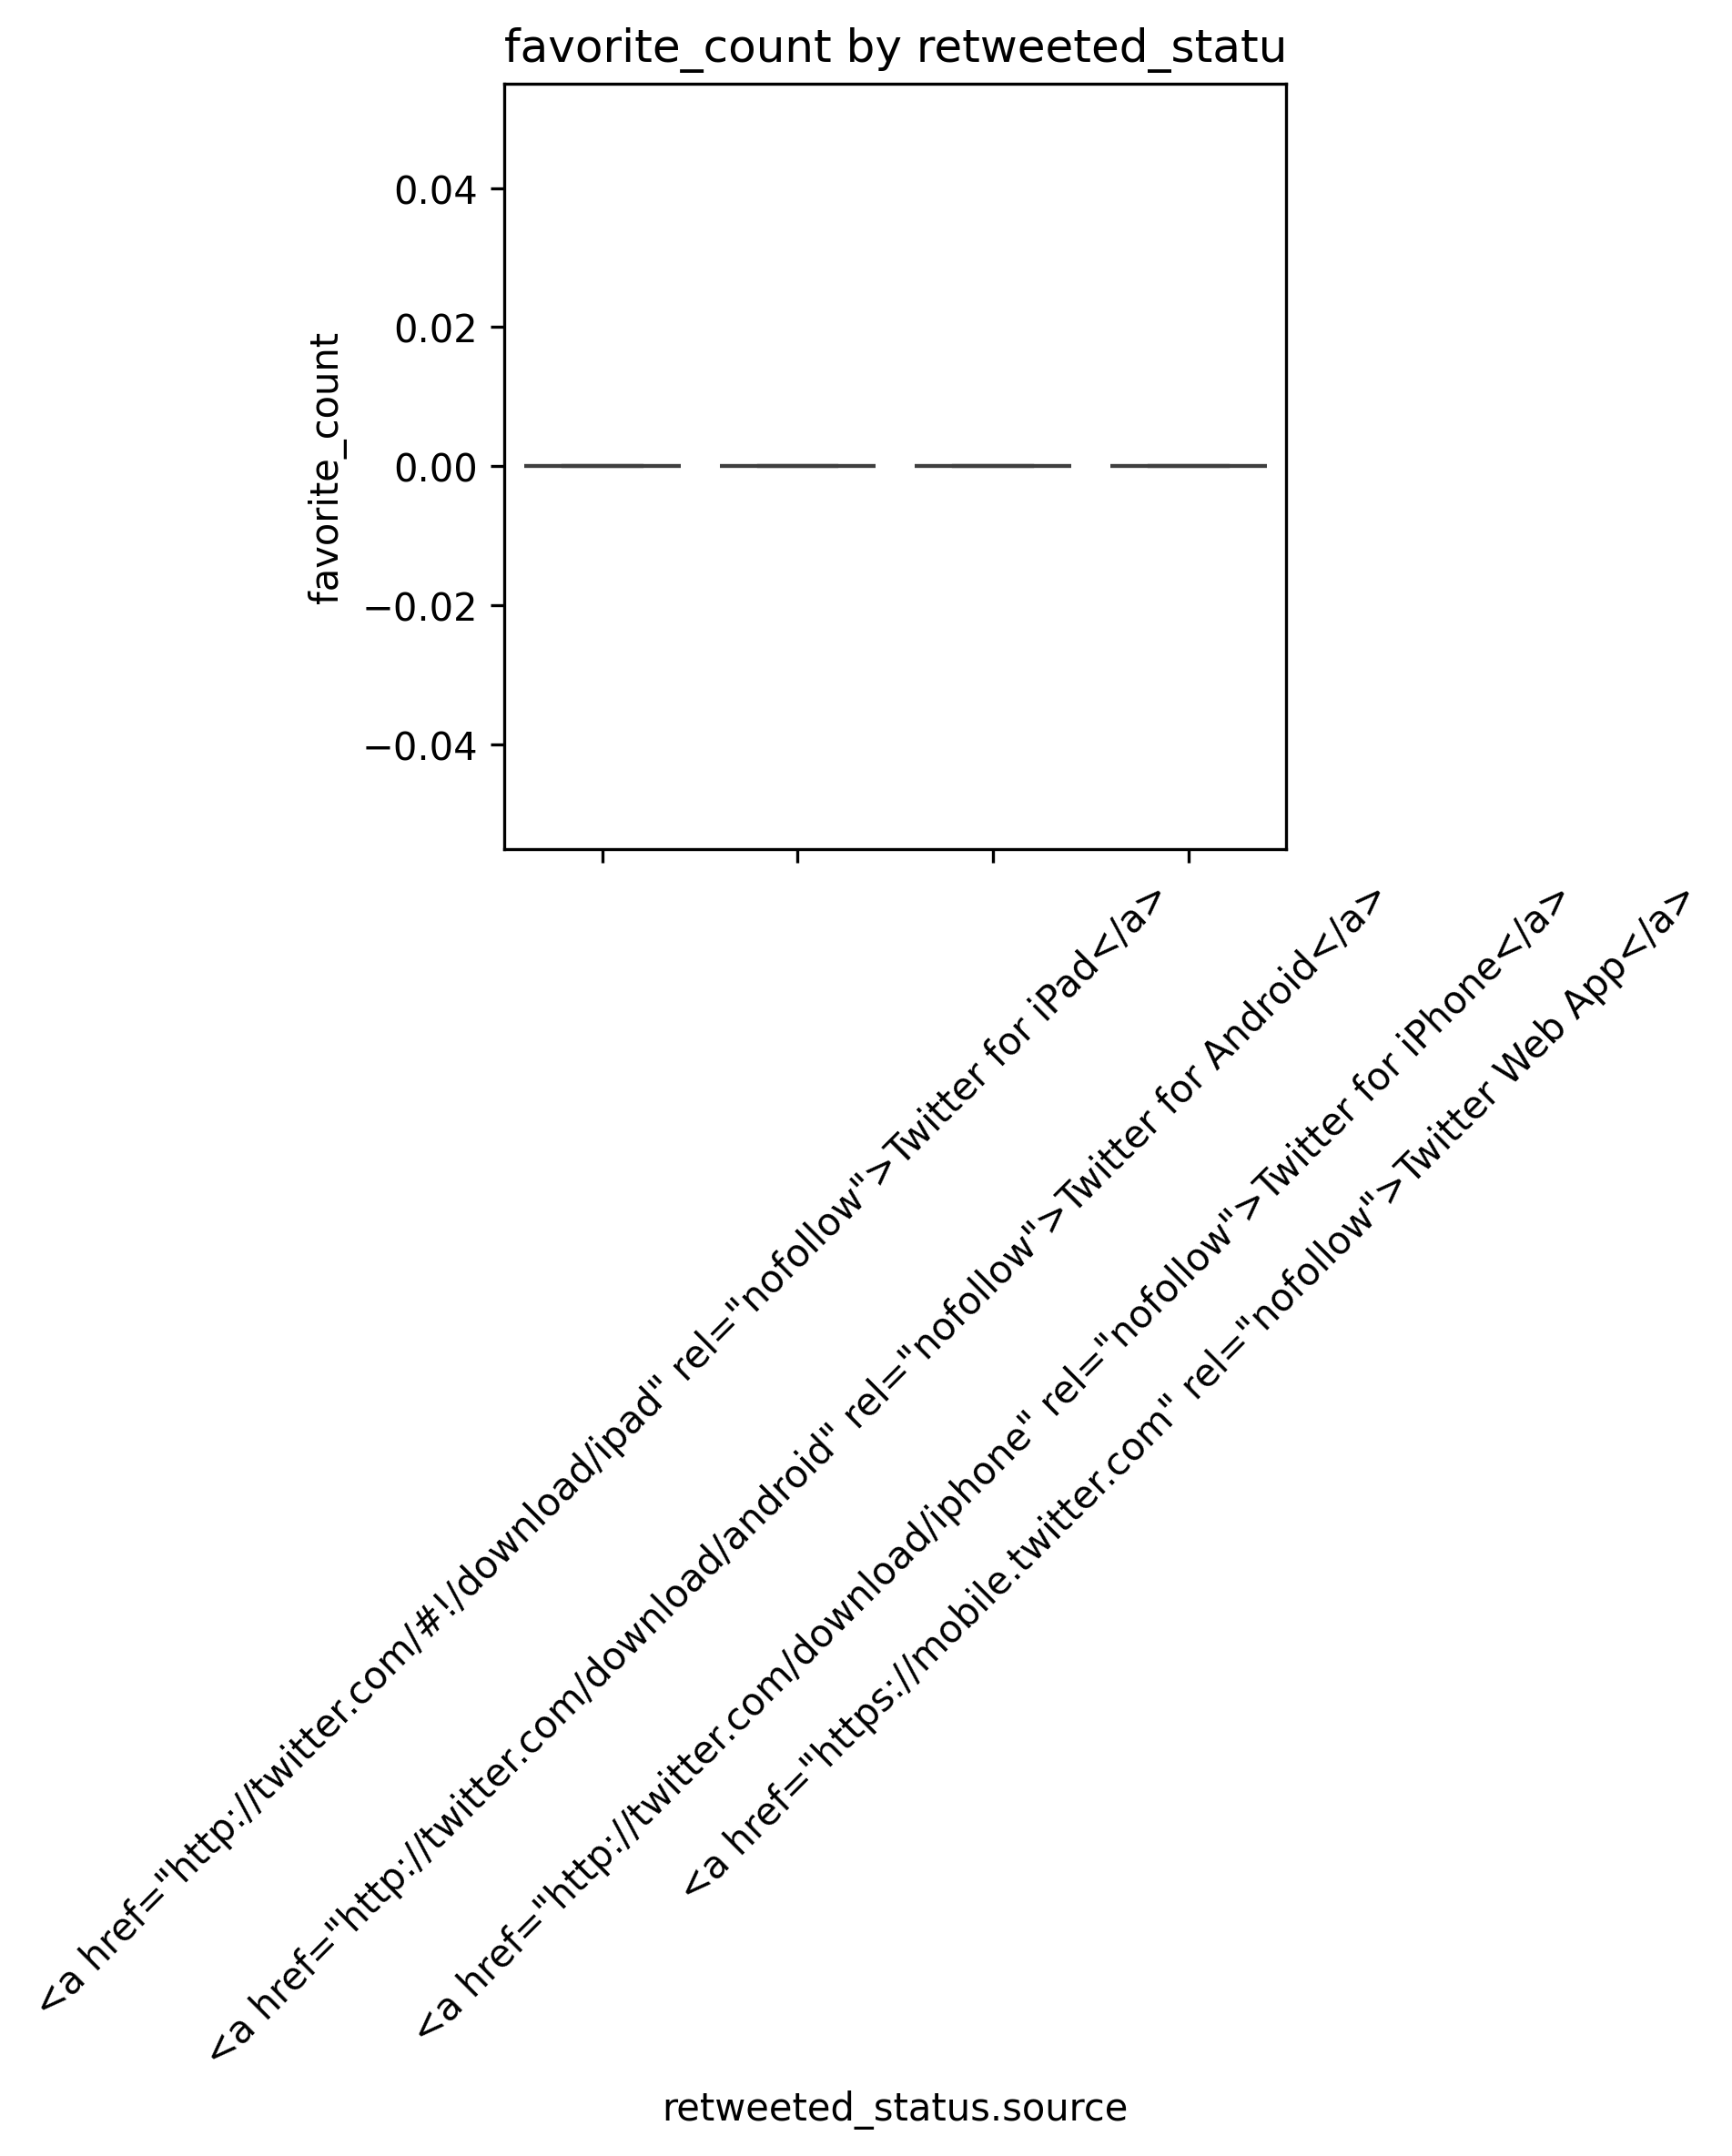 favorite_count by retweeted_statu
favorite_count
0.04
0.02
0.00
−0.02
−0.04
<a href="http://twitter.com/#!/download/ipad" rel="nofollow">Twitter for iPad</a>
<a href="http://twitter.com/download/android" rel="nofollow">Twitter for Android</a>
<a href="http://twitter.com/download/iphone" rel="nofollow">Twitter for iPhone</a>
<a href="https://mobile.twitter.com" rel="nofollow">Twitter Web App</a>
retweeted_status.source